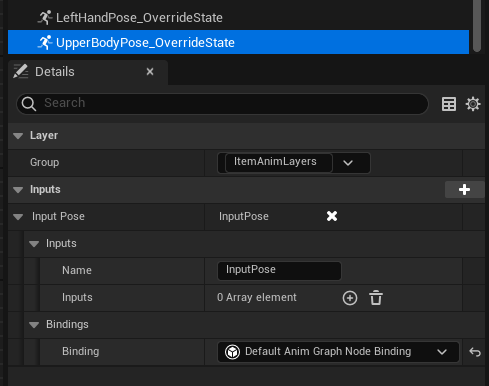 LeftHandPose_OverrideState
UpperBodyPose_OverrideState
Details
Search
Layer
Group ItemAnimLayers
Inputs
Input Pose InputPose
Inputs
Name InputPose
Inputs 0 Array element
Bindings
Binding Default Anim Graph Node Binding